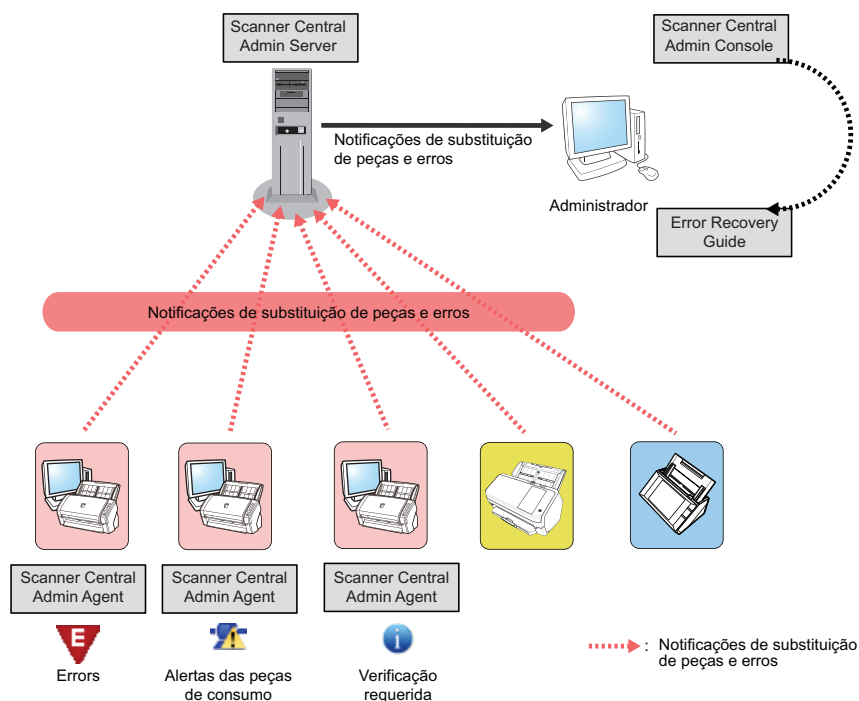 Scanner Central
Admin Server
Scanner Central
Admin Console
Notificações de substituição
de peças e erros
Administrador
Error Recovery
Guide
Notificações de substituição de peças e erros
Scanner Central
Admin Agent
Scanner Central
Admin Agent
Scanner Central
Admin Agent
E
Errors
Alertas das peças
de consumo
i
Verificação
requerida
: Notificações de substituição
de peças e erros